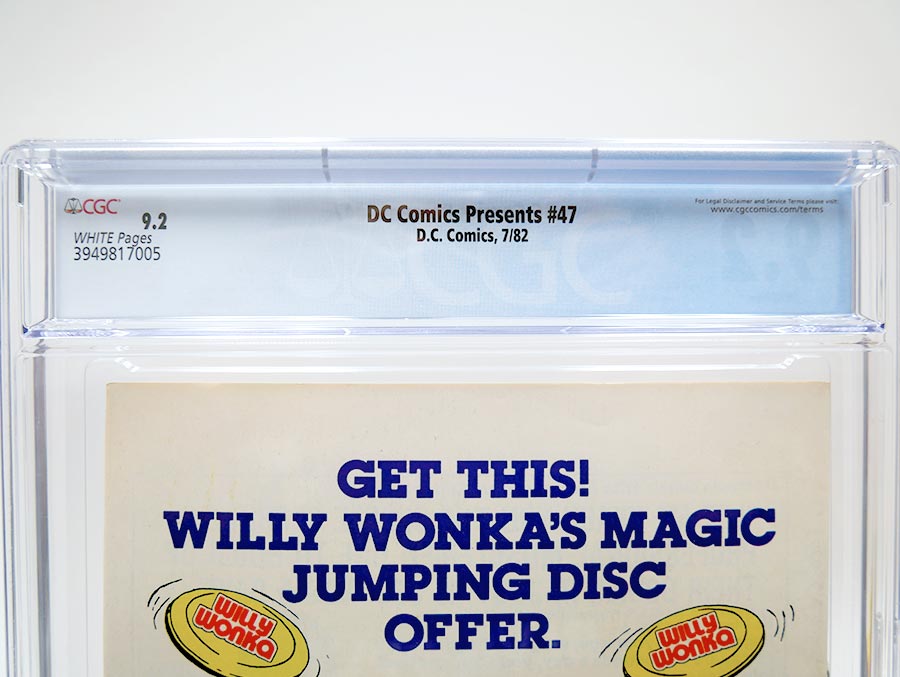 CGC
9.2
WHITE Pages
3949817005
DC Comics Presents #47
D.C. Comics, 7/82
For Legal Disclaimer and Service Terms please visit:
www.cgccomics.com/terms
GET THIS!
WILLY WONKA'S MAGIC
JUMPING DISC
OFFER.
WILLY
WONKA
WILLY
WONKA